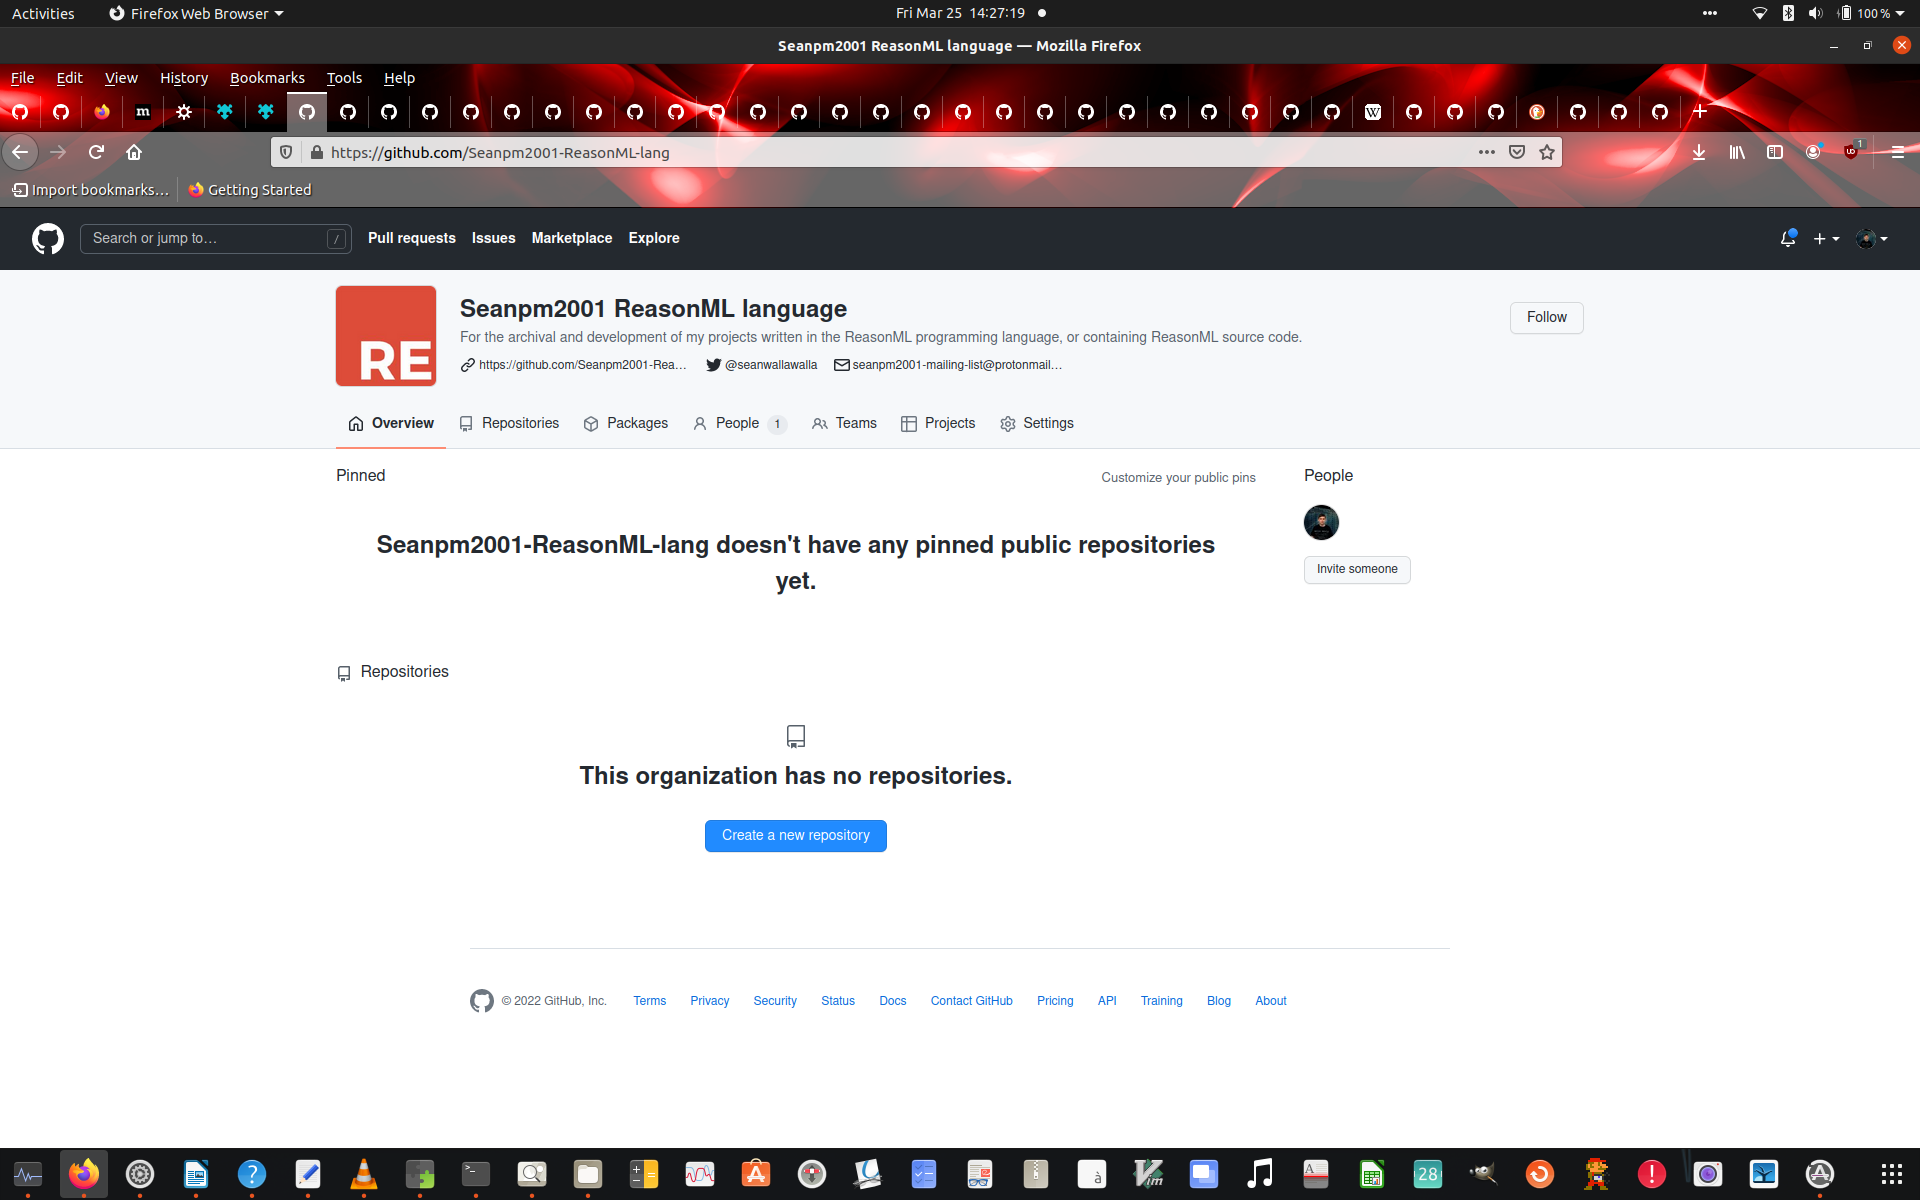 Activities Firefox Web Browser Fri Mar 25 14:27:19 100 %
Seanpm2001 ReasonML language — Mozilla Firefox
File Edit View History Bookmarks Tools Help
https://github.com/Seanpm2001-ReasonML-lang 1
Import bookmarks… Getting Started
Search or jump to… / Pull requests Issues Marketplace Explore
Seanpm2001 ReasonML language
Follow
For the archival and development of my projects written in the ReasonML programming language, or containing ReasonML source code.
RE
https://github.com/Seanpm2001-Rea… @seanwallawalla seanpm2001-mailing-list@protonmail…
Overview Repositories Packages People 1 Teams Projects Settings
Pinned Customize your public pins People
Seanpm2001-ReasonML-lang doesn't have any pinned public repositories
yet.
Invite someone
Repositories
This organization has no repositories.
Create a new repository
© 2022 GitHub, Inc. Terms Privacy Security Status Docs Contact GitHub Pricing API Training Blog About
28